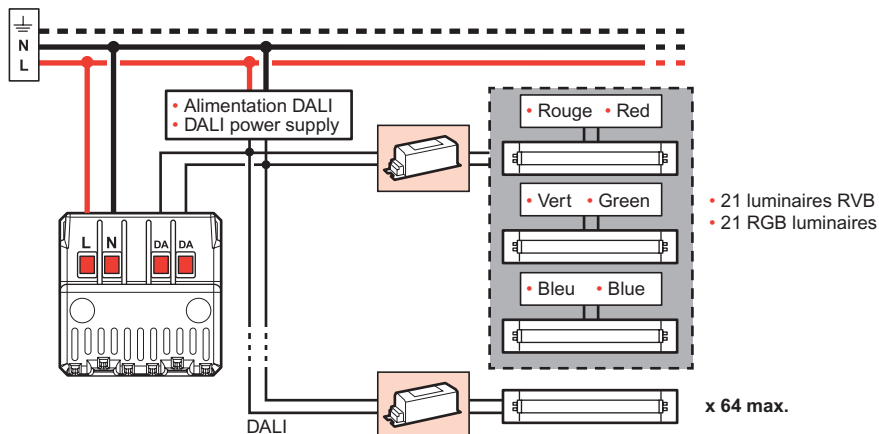 N
L
• Alimentation DALI
• DALI power supply
• Rouge • Red
• Vert • Green
• 21 luminaires RVB
• 21 RGB luminaires
L N DA DA
• Bleu • Blue
x 64 max.
DALI